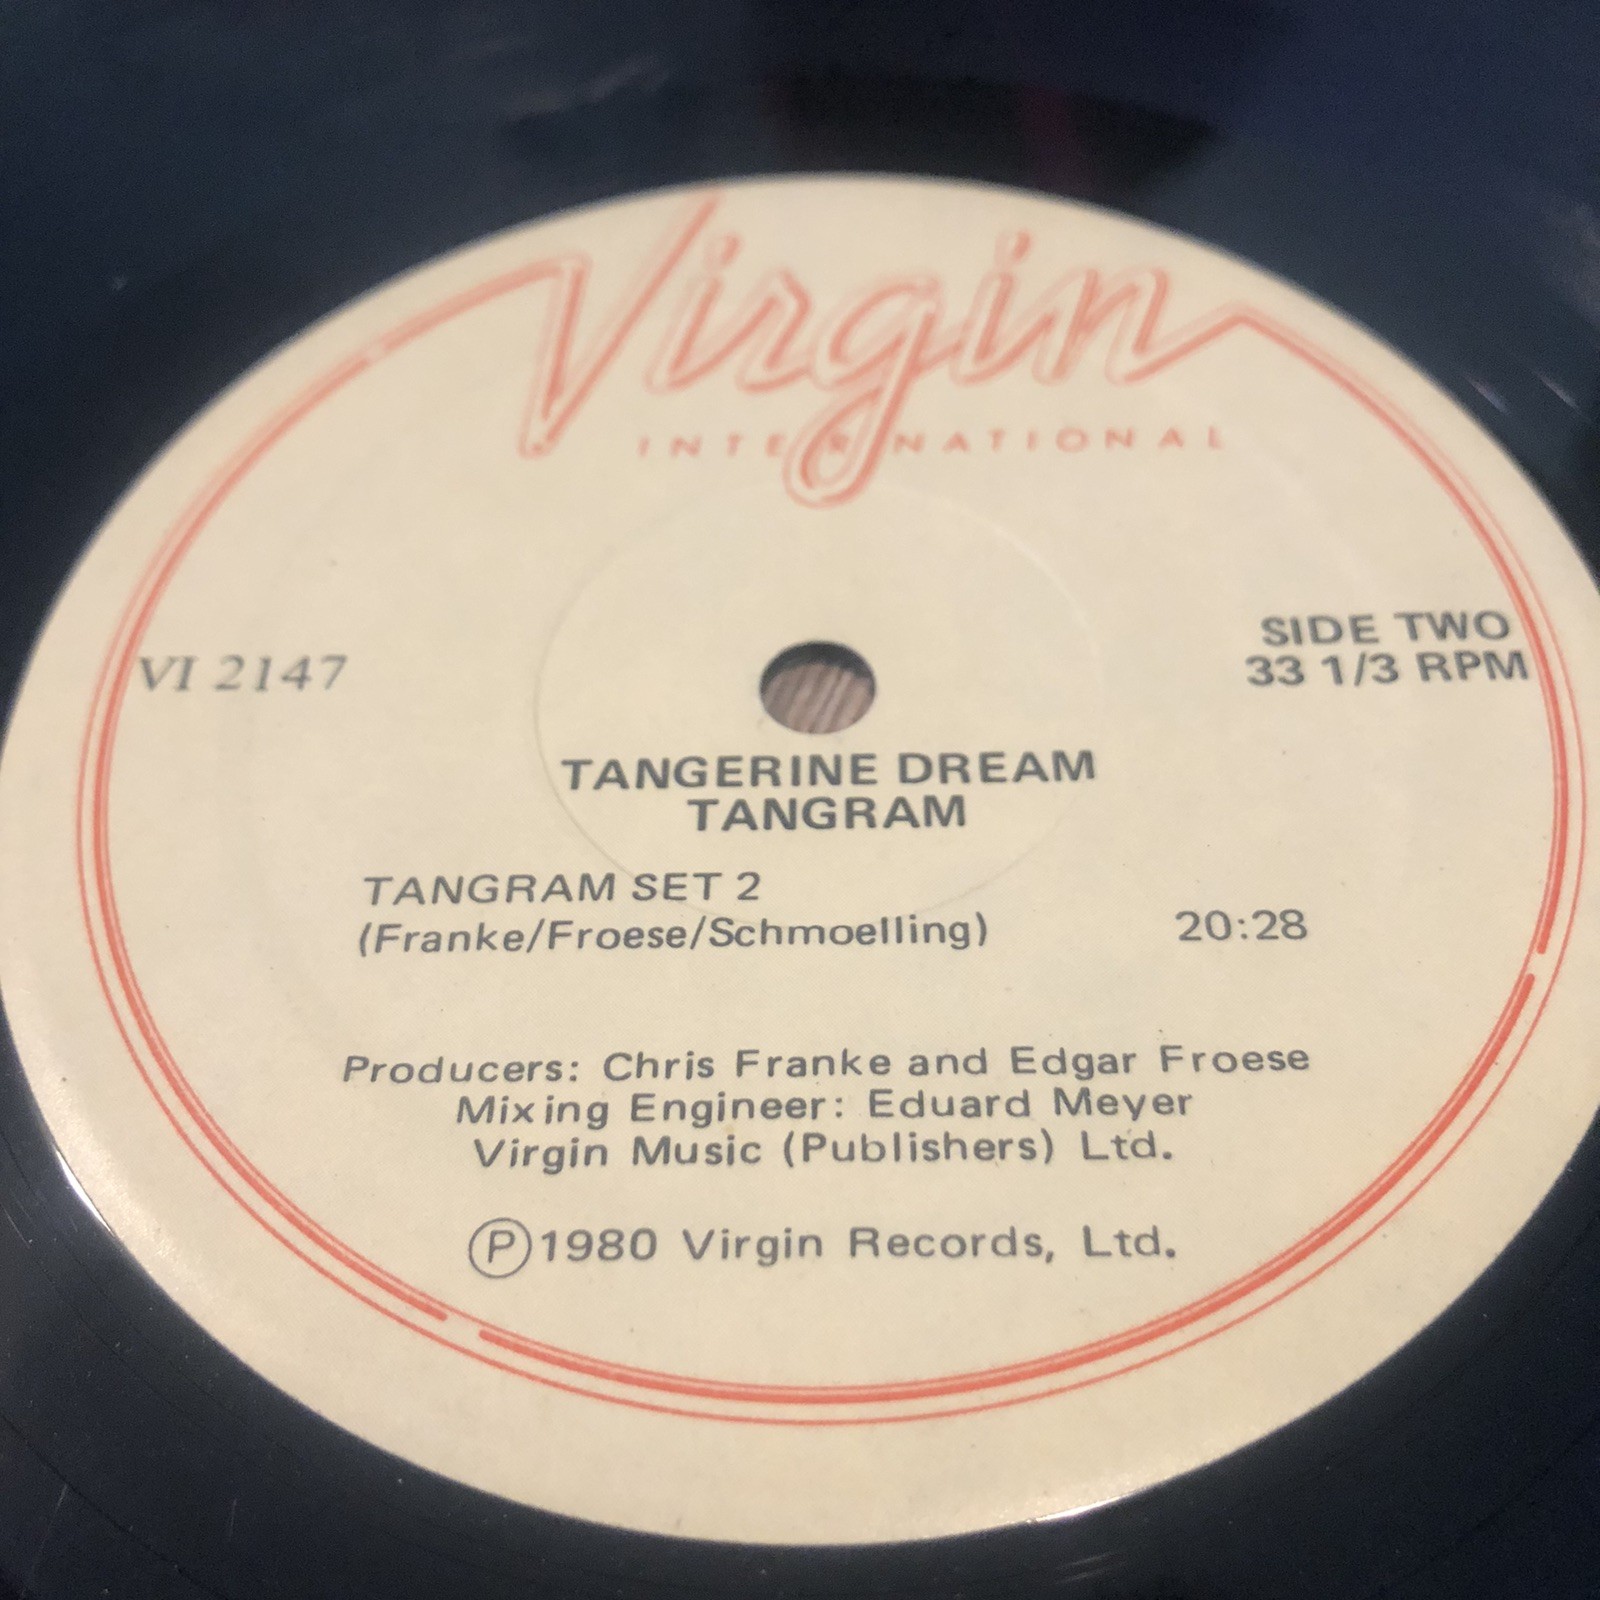 Virgin
INTERNATIONAL
VI 2147
SIDE TWO
33 1/3 RPM
TANGERINE DREAM
TANGRAM
TANGRAM SET 2
(Franke/Froese/Schmoelling) 20:28
Producers: Chris Franke and Edgar Froese
Mixing Engineer: Eduard Meyer
Virgin Music (Publishers) Ltd.
Ⓟ1980 Virgin Records, Ltd.